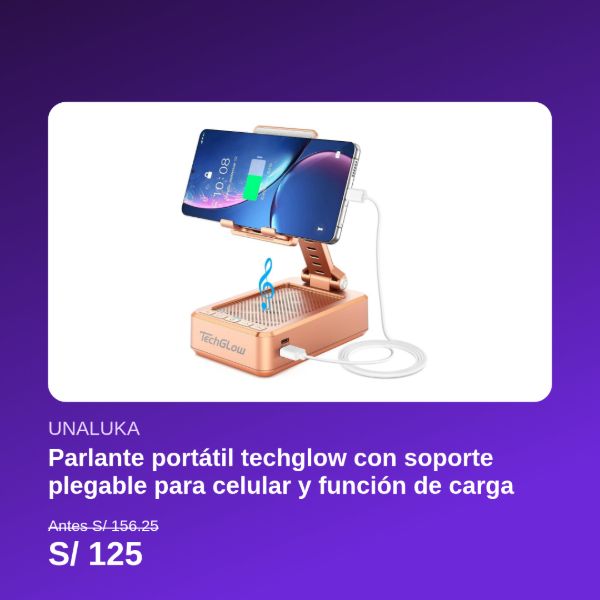 10:08
TechGLow
UNALUKA
Parlante portátil techglow con soporte
plegable para celular y función de carga
Antes S/ 156.25
S/ 125